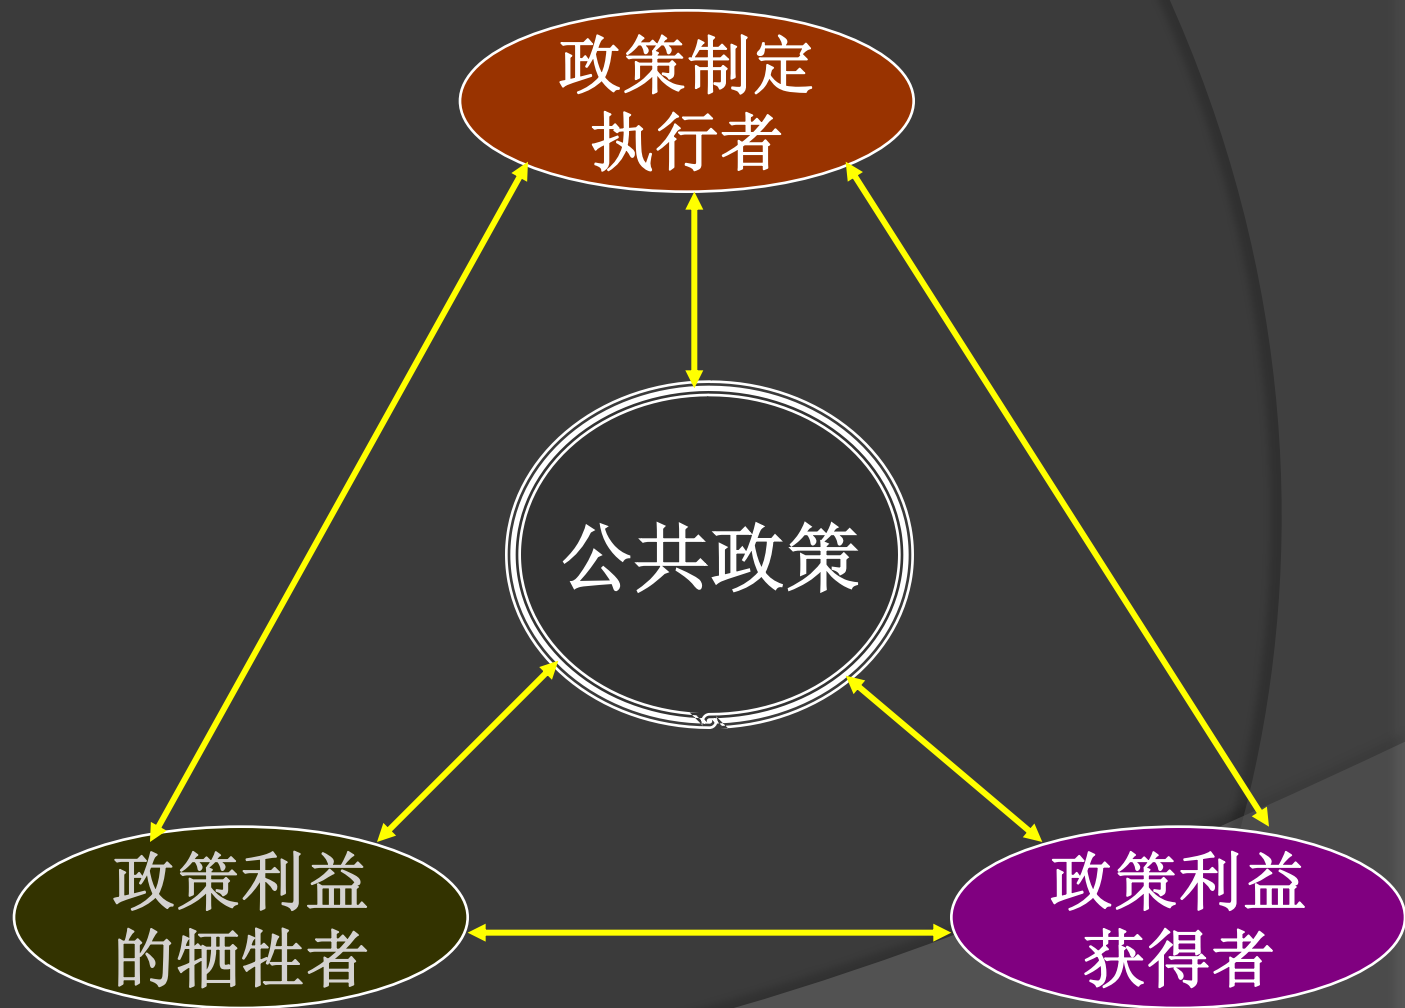 政策制定
执行者
公共政策
政策利益
的牺牲者
政策利益
获得者